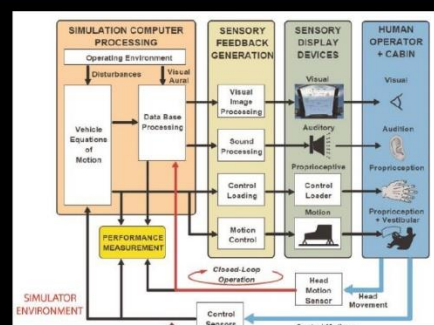 SIMULATION COMPUTER
PROCESSING
SENSORY
FEEDBACK
GENERATION
SENSORY
DISPLAY
DEVICES
HUMAN
OPERATOR
+ CABIN
Operating Environment
Disturbances
Visual
Aural
Vehicle
Equations
of
Motion
Data Base
Processing
Visual
Image
Processing
Visual
Visual
Sound
Processing
Auditory
Audition
Control
Loading
Proprioceptive
Control
Loader
Proprioception
Motion
Control
Motion
Proprioception
+ Vestibular
PERFORMANCE
MEASUREMENT
Closed-Loop
Operation
Head
Motion
Sensor
Head
Movement
SIMULATOR
ENVIRONMENT
Control
Sensors